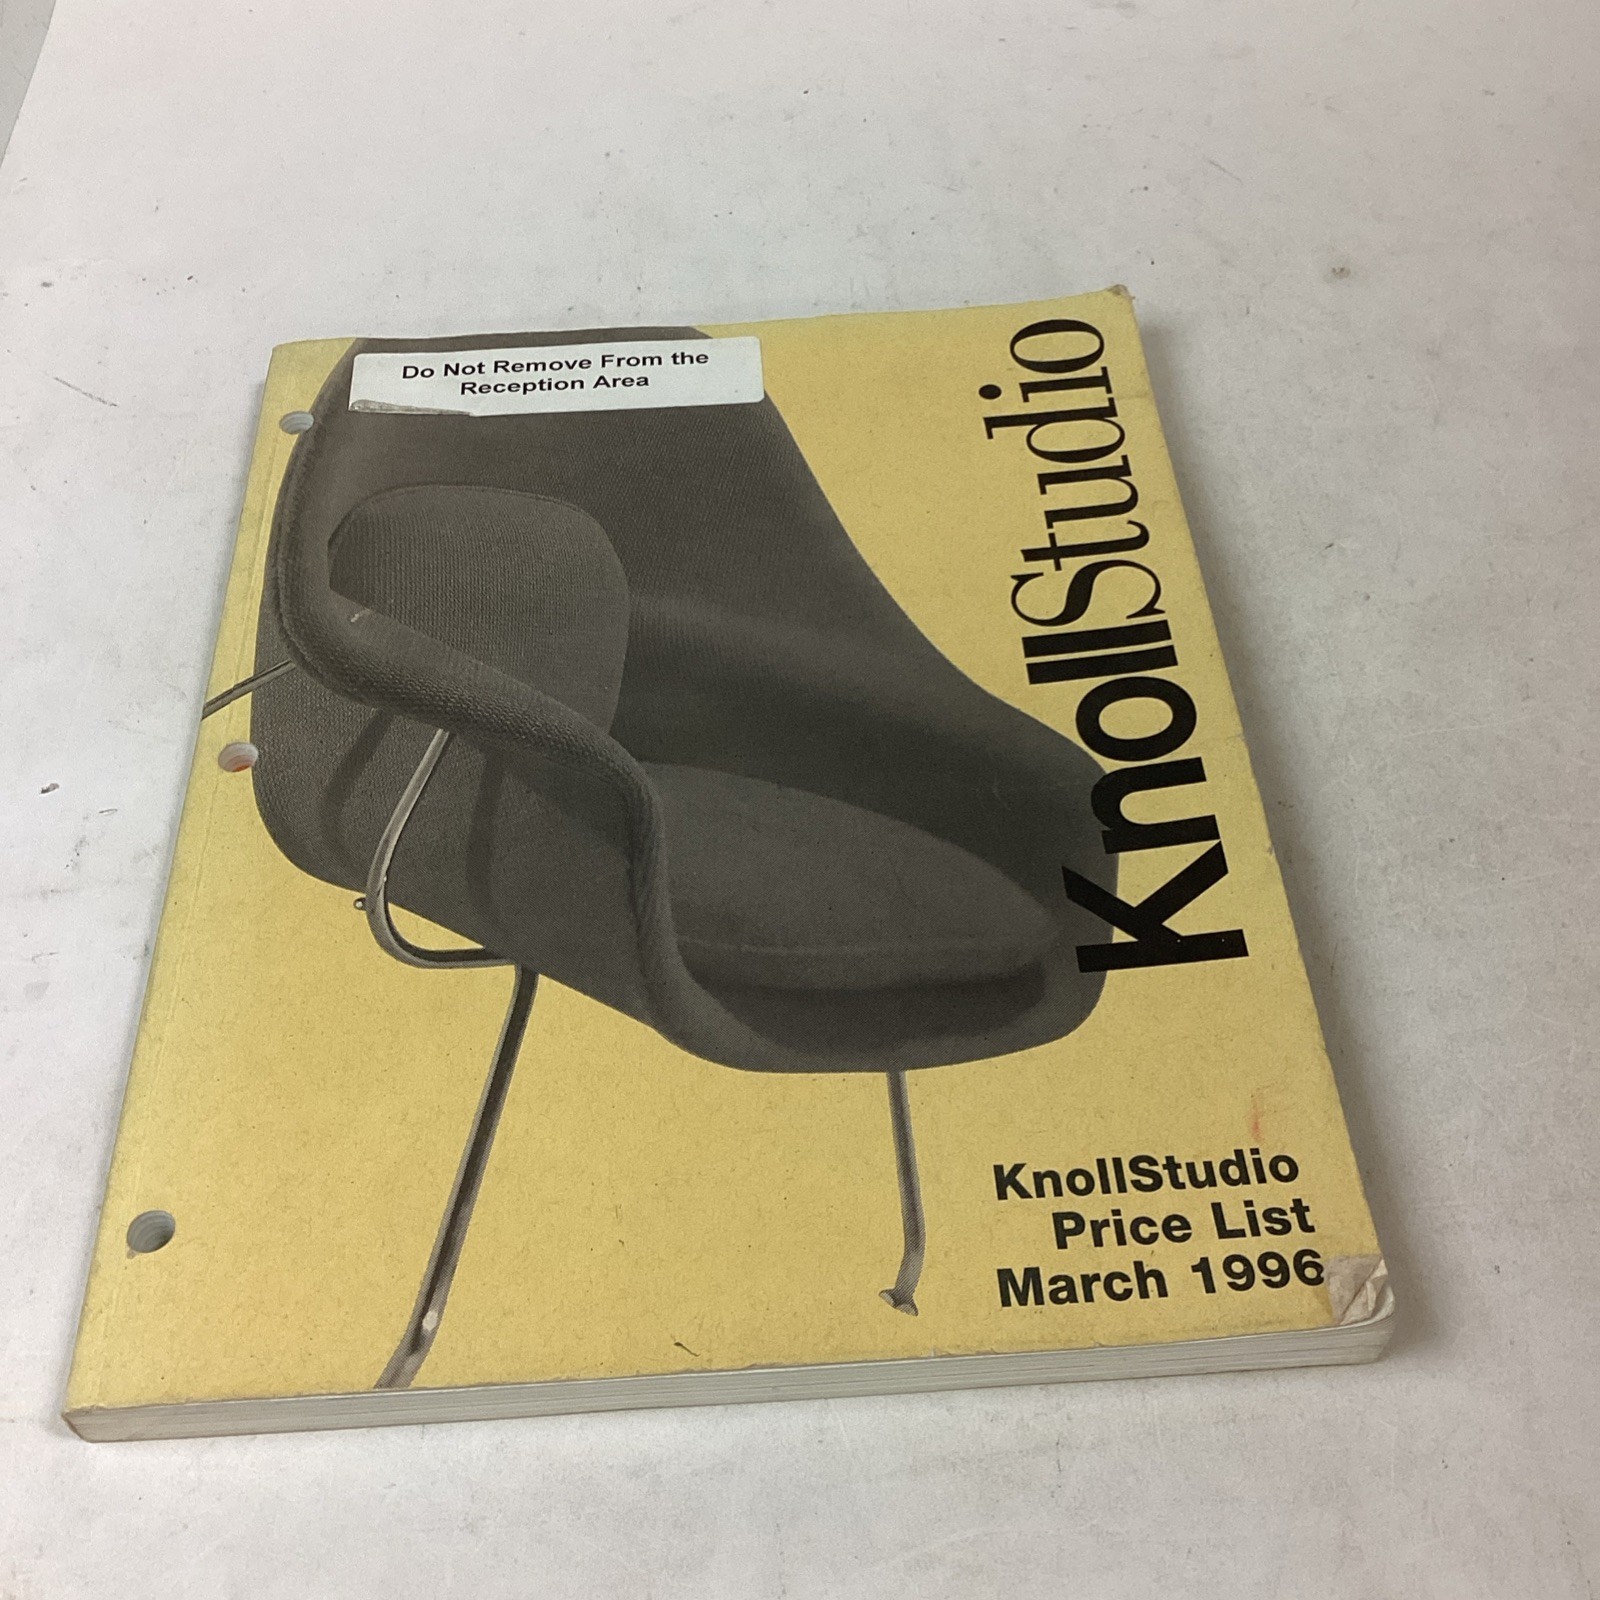 Do Not Remove From the
Reception Area
KnollStudio
KnollStudio
Price List
March 1996